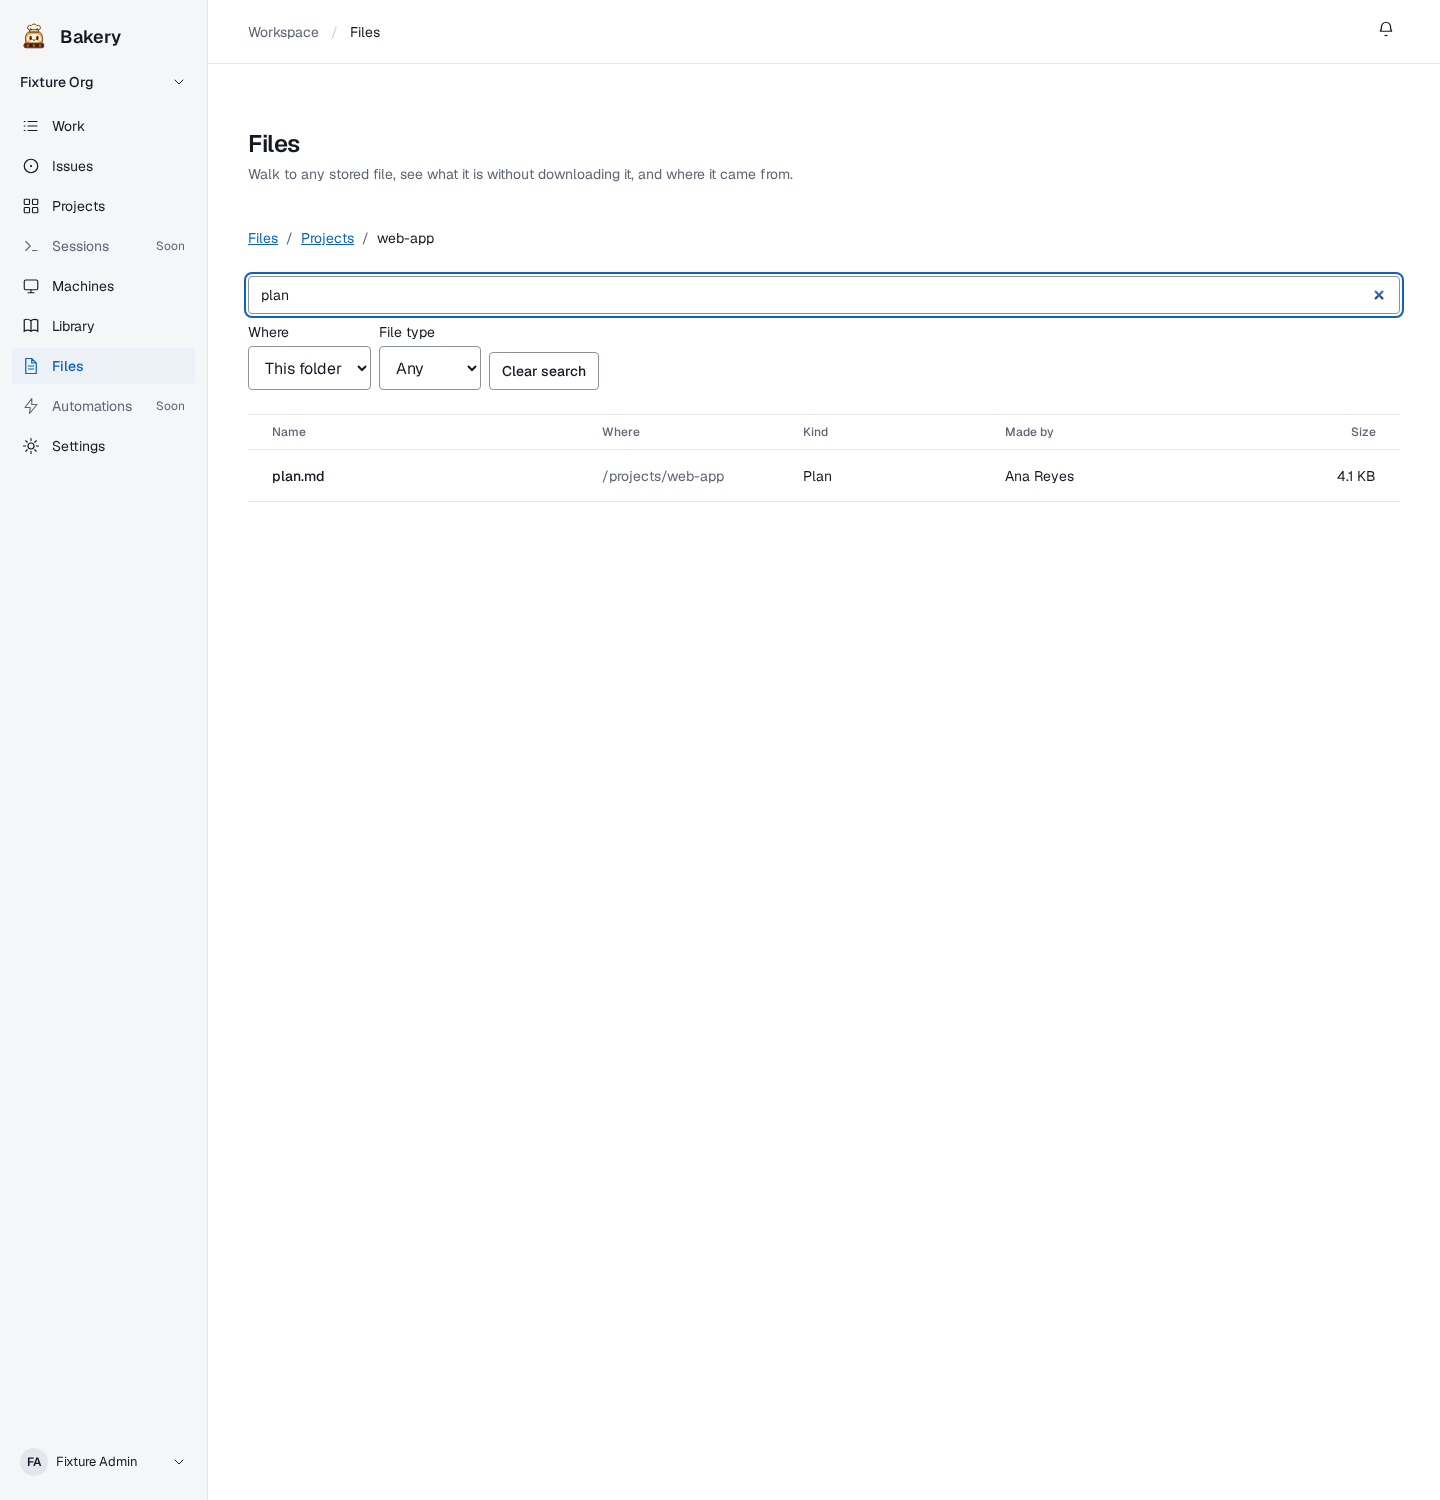 Bakery
Workspace / Files
Fixture Org
Work
Issues
Projects
Sessions Soon
Machines
Library
Files
Automations Soon
Settings
Files
Walk to any stored file, see what it is without downloading it, and where it came from.
Files / Projects / web-app
plan
Where File type
This folder Any Clear search
Name Where Kind Made by Size
plan.md /projects/web-app Plan Ana Reyes 4.1 KB
FA Fixture Admin